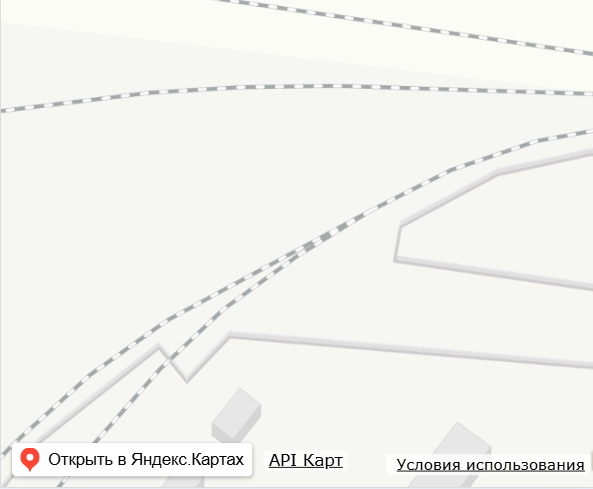 Открыть в Яндекс.Картах
API Карт
Условия использования